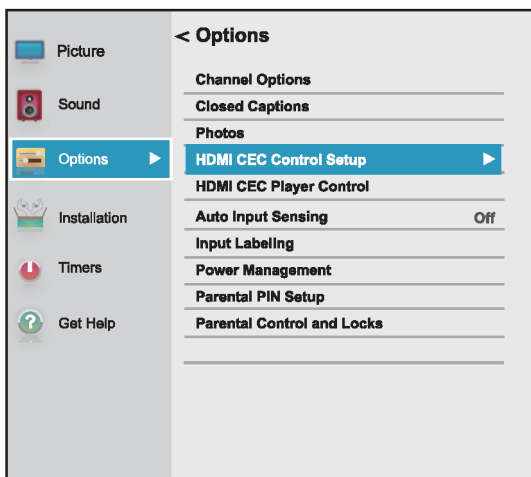 Picture
Sound
Options
Installation
Timers
Get Help
< Options
Channel Options
Closed Captions
Photos
HDMI CEC Control Setup
HDMI CEC Player Control
Auto Input Sensing Off
Input Labeling
Power Management
Parental PIN Setup
Parental Control and Locks